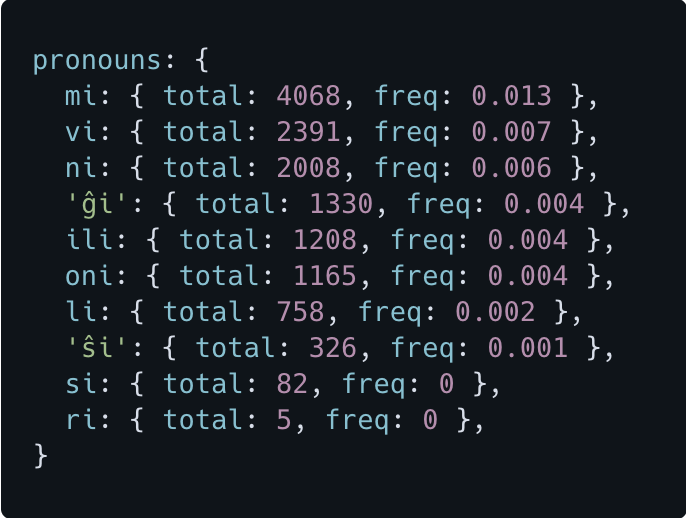 pronouns: {
  mi: { total: 4068, freq: 0.013 },
  vi: { total: 2391, freq: 0.007 },
  ni: { total: 2008, freq: 0.006 },
  'ĝi': { total: 1330, freq: 0.004 },
  ili: { total: 1208, freq: 0.004 },
  oni: { total: 1165, freq: 0.004 },
  li: { total: 758, freq: 0.002 },
  'ŝi': { total: 326, freq: 0.001 },
  si: { total: 82, freq: 0 },
  ri: { total: 5, freq: 0 },
}